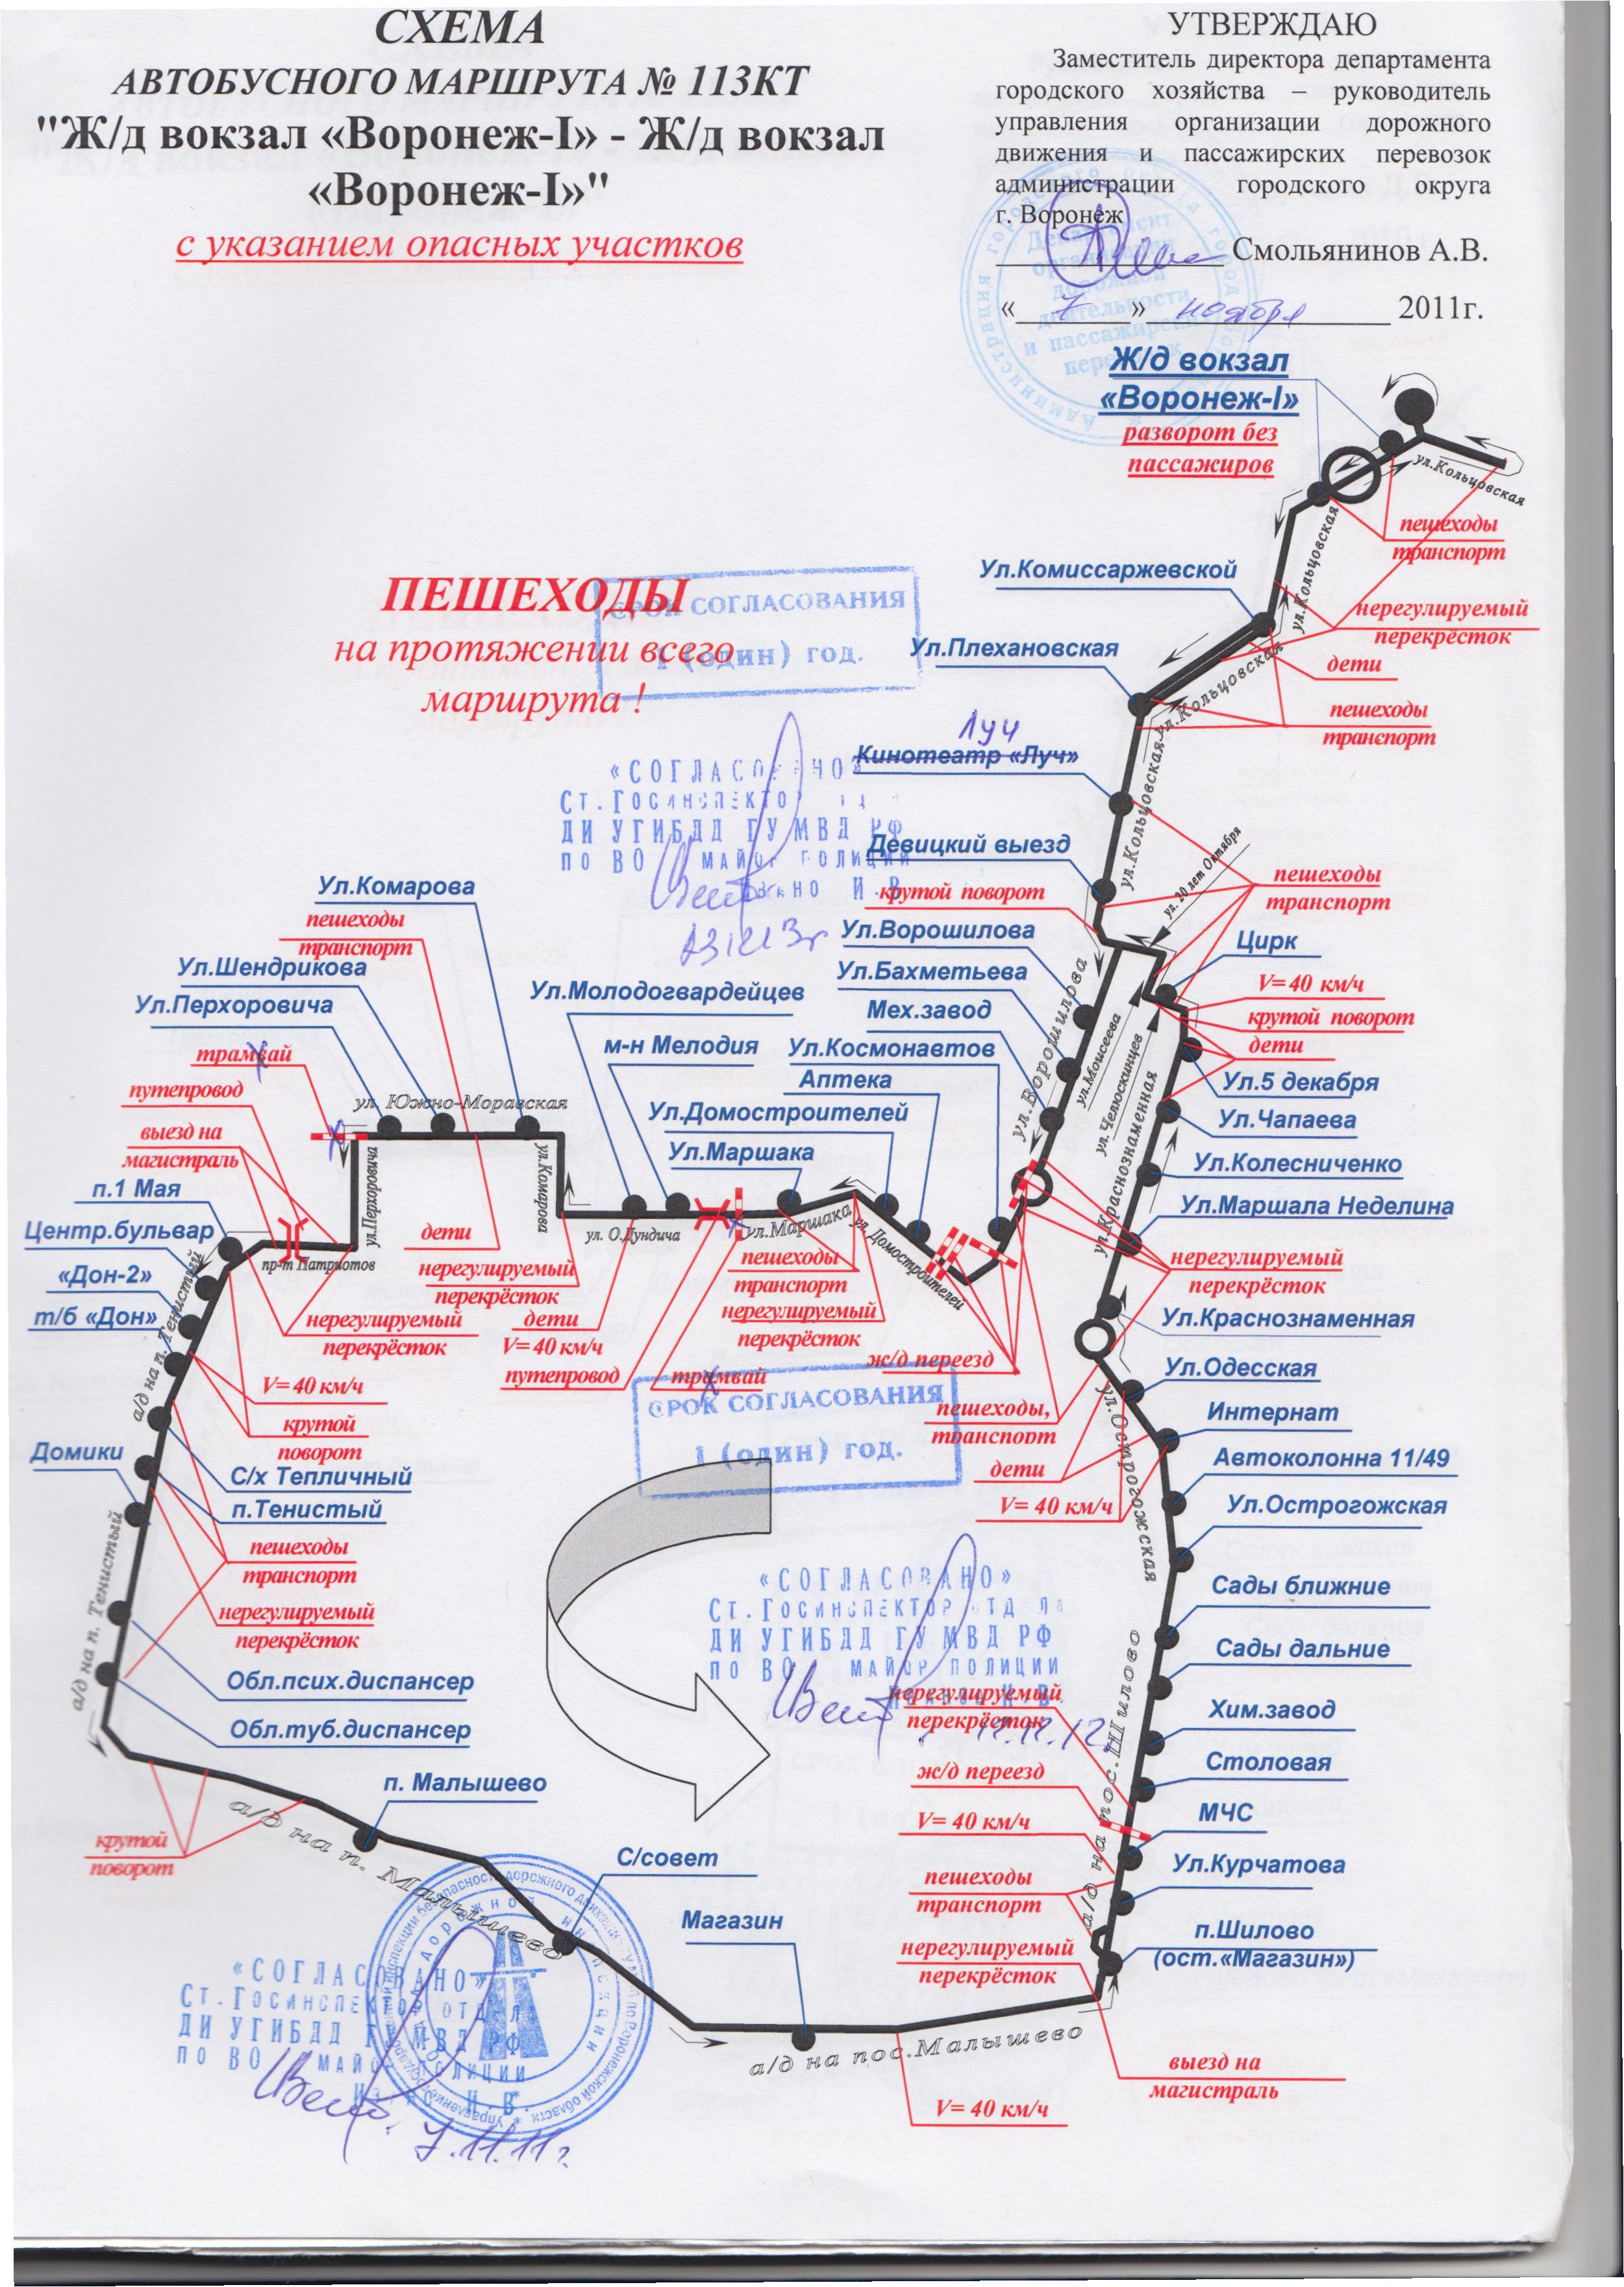 СХЕМА
АВТОБУСНОГО МАРШРУТА № 113КТ
"Ж/д вокзал «Воронеж-I» - Ж/д вокзал
«Воронеж-I»"
с указанием опасных участков
УТВЕРЖДАЮ
Заместитель директора департамента
городского хозяйства – руководитель
управления организации дорожного
движения и пассажирских перевозок
администрации городского округа
г. Воронеж
Смольянинов А.В.
« 7 » ноября 2011г.
Ж/д вокзал
«Воронеж-I»
разворот без
пассажиров
ул.Кольцовская
пешеходы
транспорт
ул.Кольцовская
Ул.Комиссаржевской
нерегулируемый
перекрёсток
дети
ПЕШЕХОДЫ
на протяжении всего
маршрута !
СРОК СОГЛАСОВАНИЯ
1 (один) год.
Ул.Плехановская
ул.Кольцовская
пешеходы
транспорт
Луч
Кинотеатр «Луч»
ул.Кольцовская
«СОГЛАСОВАНО»
Ст.Госинспектор
ДИ УГИБДД ГУ МВД РФ
по ВО майор полиции
Девицкий выезд
ул. 20 лет Октября
крутой поворот
пешеходы
транспорт
Ул.Комарова
пешеходы
транспорт
Ул.Ворошилова
Цирк
Ул.Шендрикова
Ул.Бахметьева
V= 40 км/ч
Ул.Перхоровича
Ул.Молодогвардейцев
Мех.завод
крутой поворот
дети
трамвай
м-н Мелодия
Ул.Космонавтов
ул.Ворошилова
ул.Моисеева
ул.Челюскинцев
Ул.5 декабря
путепровод
ул. Южно-Моравская
Аптека
Ул.Домостроителей
Ул.Чапаева
выезд на
магистраль
Ул.Маршака
Ул.Колесниченко
п.1 Мая
ул.Перхоровича
ул.Комарова
ул.Краснознаменная
Ул.Маршала Неделина
Центр.бульвар
дети
ул. О.Дундича
ул.Маршака
ул. Домостроителей
нерегулируемый
перекрёсток
«Дон-2»
пр-т Патриотов
нерегулируемый
перекрёсток
пешеходы
транспорт
т/б «Дон»
нерегулируемый
перекрёсток
дети
нерегулируемый
перекрёсток
Ул.Краснознаменная
V= 40 км/ч
путепровод
трамвай
ж/д переезд
Ул.Одесская
а/д на п. Тенистый
V= 40 км/ч
крутой
поворот
СРОК СОГЛАСОВАНИЯ
1 (один) год.
пешеходы,
транспорт
Интернат
Домики
С/х Тепличный
дети
ул.Острогожская
Автоколонна 11/49
п.Тенистый
V= 40 км/ч
Ул.Острогожская
пешеходы
транспорт
а/д на п. Тенистый
«СОГЛАСОВАНО»
Ст.Госинспектор отдела
ДИ УГИБДД ГУ МВД РФ
по ВО майор полиции
Сады ближние
нерегулируемый
перекрёсток
Сады дальние
Обл.псих.диспансер
нерегулируемый
перекрёсток
Хим.завод
Обл.туб.диспансер
а/д на пос.Шилово
Столовая
п. Малышево
ж/д переезд
МЧС
крутой
поворот
а/д на п. Малышево
V= 40 км/ч
Ул.Курчатова
С/совет
пешеходы
транспорт
Магазин
п.Шилово
(ост.«Магазин»)
нерегулируемый
перекрёсток
«СОГЛАСОВАНО»
Ст.Госинспектор отдела
ДИ УГИБДД ГУ МВД РФ
по ВО майор полиции
7.11.11г.
а/д на пос.Малышево
выезд на
магистраль
V= 40 км/ч